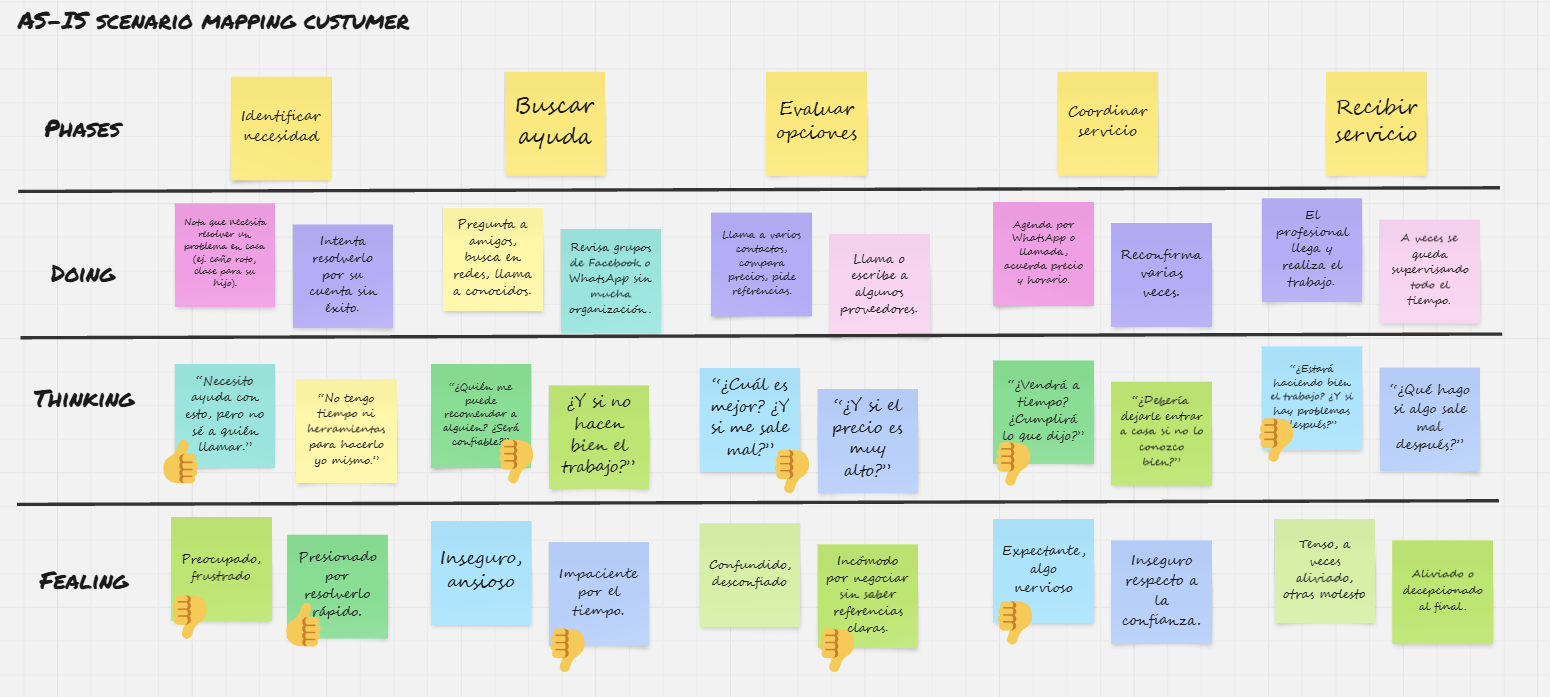 AS-IS SCENARIO MAPPING CUSTUMER
PHASES
Identificar
necesidad
Buscar
ayuda
Evaluar
opciones
Coordinar
servicio
Recibir
servicio
DOING
Nota que necesita
resolver un
problema en casa
(ej. caño roto,
clase para su
hijo).
Intenta
resolverlo
por su
cuenta sin
éxito.
Pregunta a
amigos,
busca en
redes, llama
a conocidos.
Revisa grupos
de Facebook o
WhatsApp sin
mucha
organización.
Llama a varios
contactos,
compara
precios, pide
referencias.
Llama o
escribe a
algunos
proveedores.
Agenda por
WhatsApp o
llamada,
acuerda precio
y horario.
Reconfirma
varias
veces.
El
profesional
llega y
realiza el
trabajo.
A veces se
queda
supervisando
todo el
tiempo.
THINKING
“Necesito
ayuda con
esto, pero no
sé a quién
llamar.”
“No tengo
tiempo ni
herramientas
para hacerlo
yo mismo.”
“¿Quién me
puede
recomendar a
alguien? ¿Será
confiable?”
¿Y si no
hacen
bien el
trabajo?”
“¿Cuál es
mejor? ¿Y
si me sale
mal?”
“¿Y si el
precio es
muy
alto?”
“¿Vendrá a
tiempo?
¿Cumplirá
lo que dijo?”
“¿Debería
dejarle entrar
a casa si no lo
conozco
bien?”
“¿Estará
haciendo bien
el trabajo? ¿Y si
hay problemas
después?”
“¿Qué hago
si algo sale
mal
después?”
FEALING
Preocupado,
frustrado
Presionado
por
resolverlo
rápido.
Inseguro,
ansioso
Impaciente
por el
tiempo.
Confundido,
desconfiado
Incómodo
por negociar
sin saber
referencias
claras.
Expectante,
algo
nervioso
Inseguro
respecto a
la
confianza.
Tenso, a
veces
aliviado,
otras molesto
Aliviado o
decepcionado
al final.